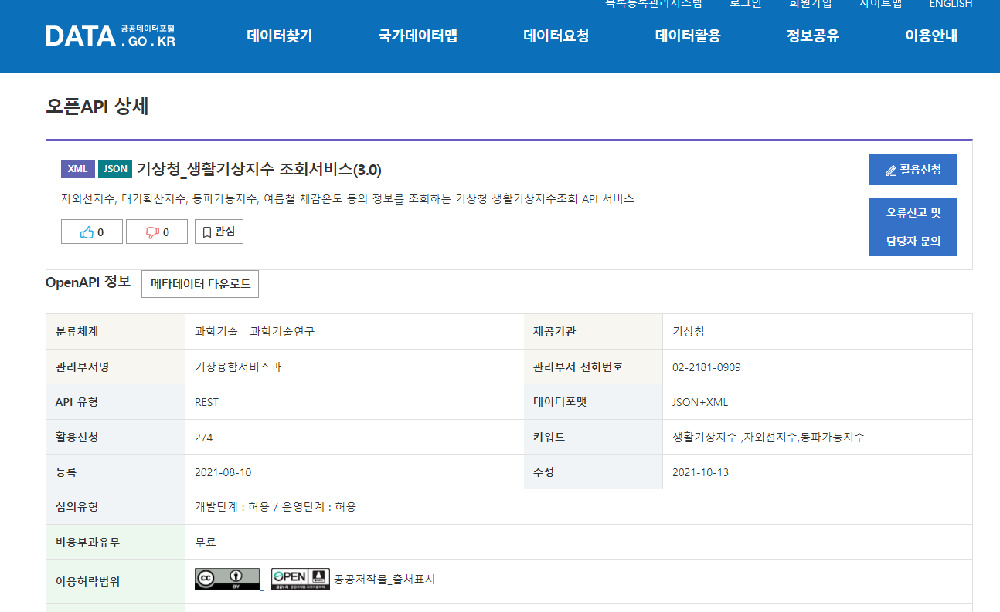 목록등록관리시스템 로그인 회원가입 사이트맵 ENGLISH
DATA 공공데이터포털 .GO.KR 데이터찾기 국가데이터맵 데이터요청 데이터활용 정보공유 이용안내
오픈API 상세
XML JSON 기상청_생활기상지수 조회서비스(3.0) 활용신청
자외선지수, 대기확산지수, 동파가능지수, 여름철 체감온도 등의 정보를 조회하는 기상청 생활기상지수조회 API 서비스
오류신고 및
담당자 문의
0 0 관심
OpenAPI 정보 메타데이터 다운로드
분류체계 과학기술 - 과학기술연구 제공기관 기상청
관리부서명 기상융합서비스과 관리부서 전화번호 02-2181-0909
API 유형 REST 데이터포맷 JSON+XML
활용신청 274 키워드 생활기상지수 ,자외선지수,동파가능지수
등록 2021-08-10 수정 2021-10-13
심의유형 개발단계 : 허용 / 운영단계 : 허용
비용부과유무 무료
이용허락범위 cc BY OPEN 공공저작물_출처표시